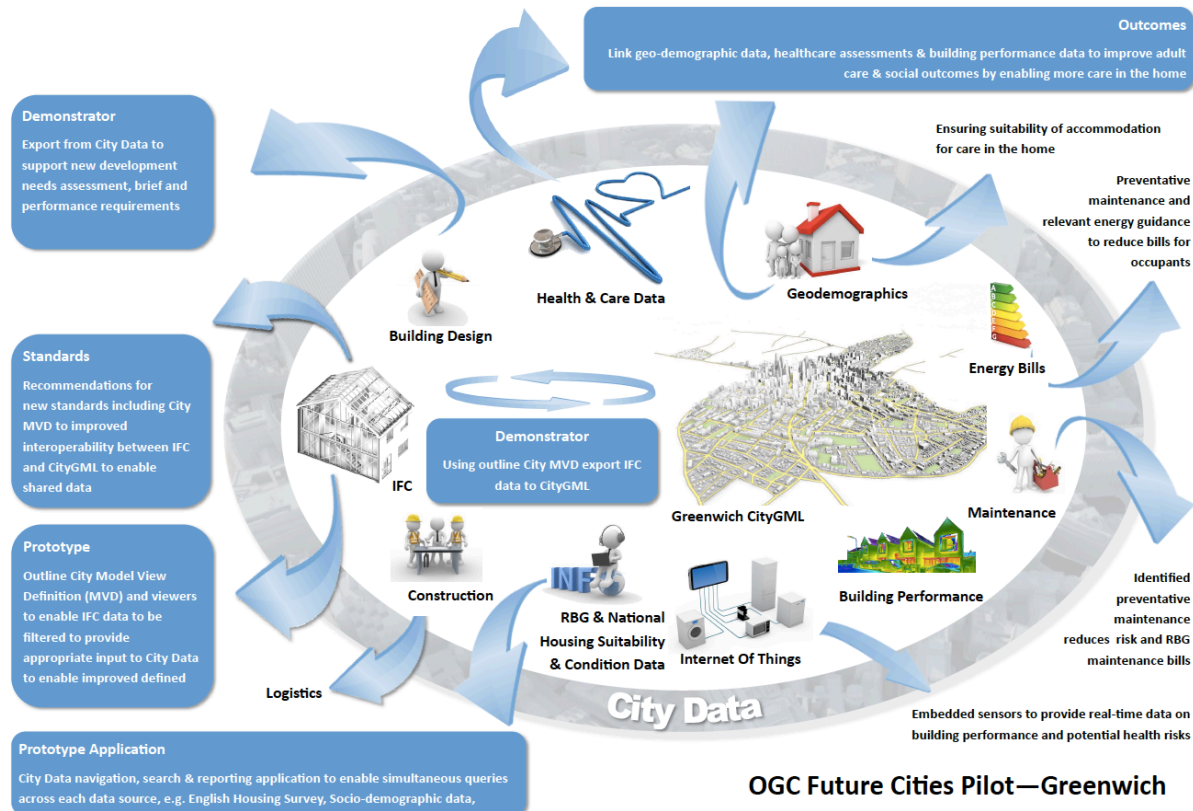 Outcomes
Link geo-demographic data, healthcare assessments & building performance data to improve adult
care & social outcomes by enabling more care in the home
Demonstrator
Export from City Data to
support new development
needs assessment, brief and
performance requirements
Ensuring suitability of accommodation
for care in the home
Preventative
maintenance and
relevant energy guidance
to reduce bills for
occupants
Health & Care Data
Geodemographics
Building Design
A
B
C
D
E
F
G
Energy Bills
Standards
Recommendations for
new standards including City
MVD to improved
interoperability between IFC
and CityGML to enable
shared data
IFC
Demonstrator
Using outline City MVD export IFC
data to CityGML
Greenwich CityGML
Maintenance
Prototype
Outline City Model View
Definition (MVD) and viewers
to enable IFC data to be
filtered to provide
appropriate input to City Data
to enable improved defined
Construction
INF
RBG & National
Housing Suitability
& Condition Data
Internet Of Things
Building Performance
Identified
preventative
maintenance
reduces risk and RBG
maintenance bills
Logistics
City Data
Embedded sensors to provide real-time data on
building performance and potential health risks
Prototype Application
City Data navigation, search & reporting application to enable simultaneous queries
across each data source, e.g. English Housing Survey, Socio-demographic data,
OGC Future Cities Pilot—Greenwich